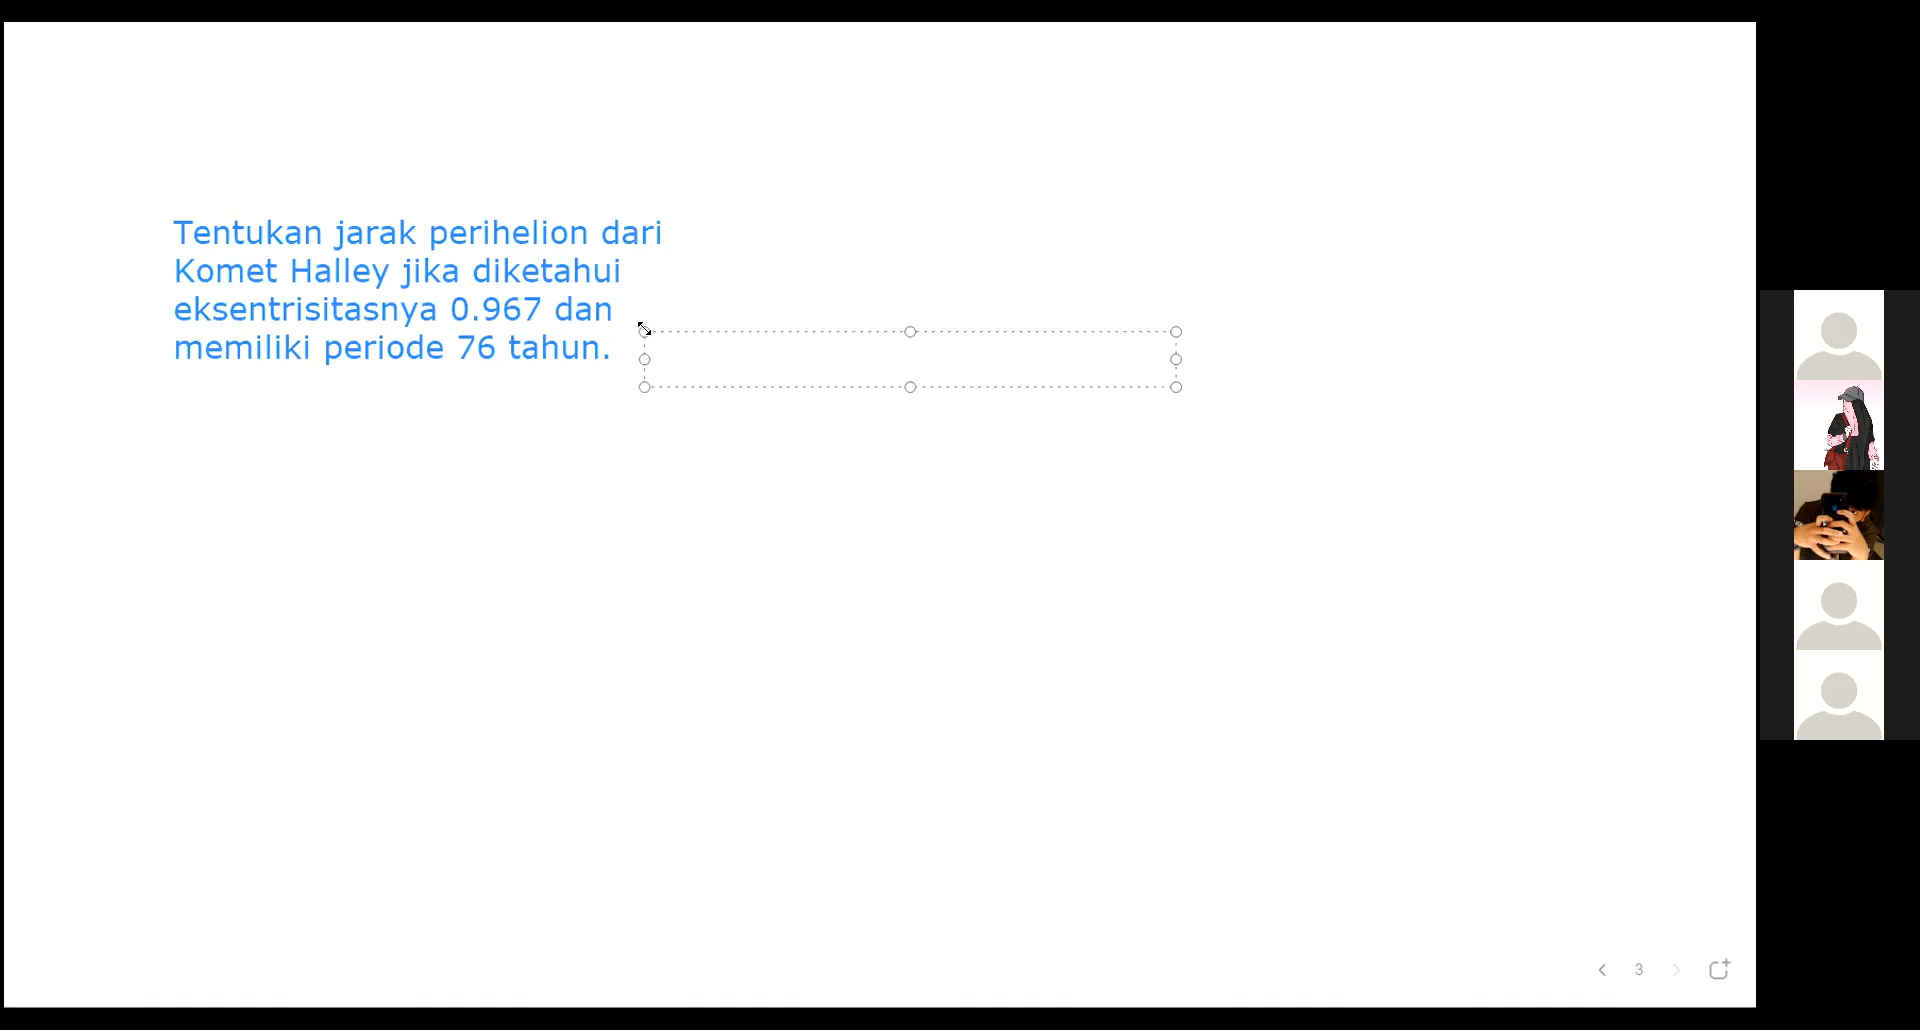 Tentukan jarak perihelion dari
Komet Halley jika diketahui
eksentrisitasnya 0.967 dan
memiliki periode 76 tahun.
3